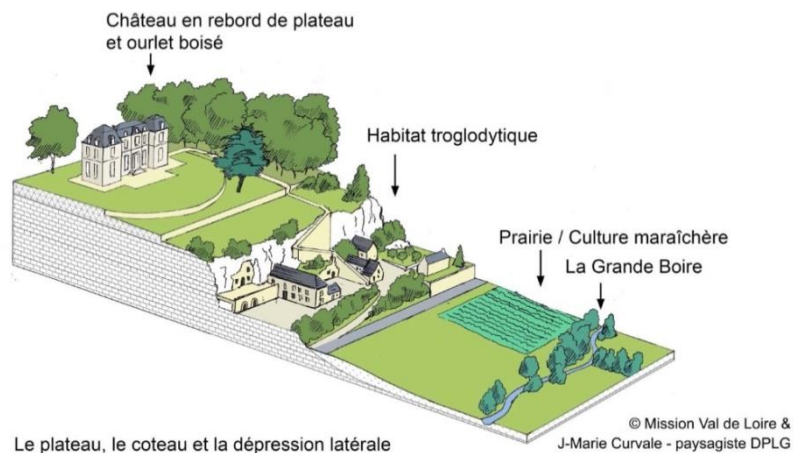 Château en rebord de plateau
et ourlet boisé
Habitat troglodytique
Prairie / Culture maraîchère
La Grande Boire
Le plateau, le coteau et la dépression latérale
© Mission Val de Loire &
J-Marie Curvale - paysagiste DPLG